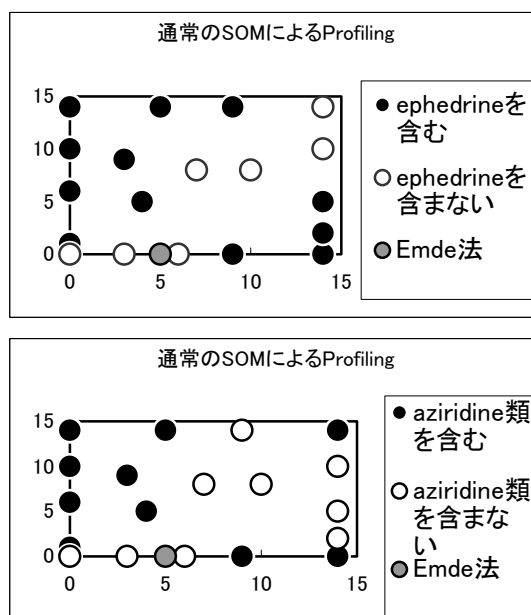 通常のSOMによるProfiling
15
10
5
0
0
5
10
15
ephedrineを
含む
ephedrineを
含まない
Emde法
通常のSOMによるProfiling
15
10
5
0
0
5
10
15
aziridine類
を含む
aziridine類
を含まな
い
Emde法